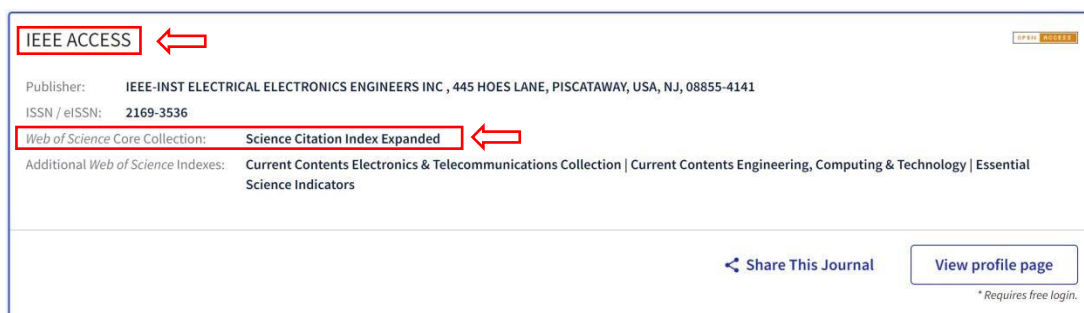 IEEE ACCESS
OPEN ACCESS
Publisher: IEEE-INST ELECTRICAL ELECTRONICS ENGINEERS INC , 445 HOES LANE, PISCATAWAY, USA, NJ, 08855-4141
ISSN / eISSN: 2169-3536
Web of Science Core Collection: Science Citation Index Expanded
Additional Web of Science Indexes: Current Contents Electronics & Telecommunications Collection | Current Contents Engineering, Computing & Technology | Essential
Science Indicators
Share This Journal
View profile page
* Requires free login.